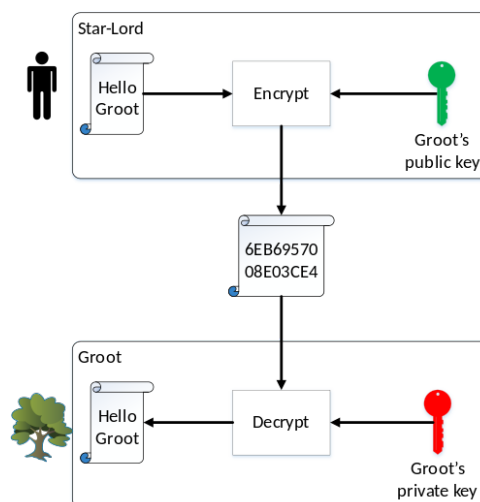 Star-Lord
Hello
Groot
Encrypt
Groot's
public key
6EB69570
08E03CE4
Groot
Hello
Groot
Decrypt
Groot's
private key